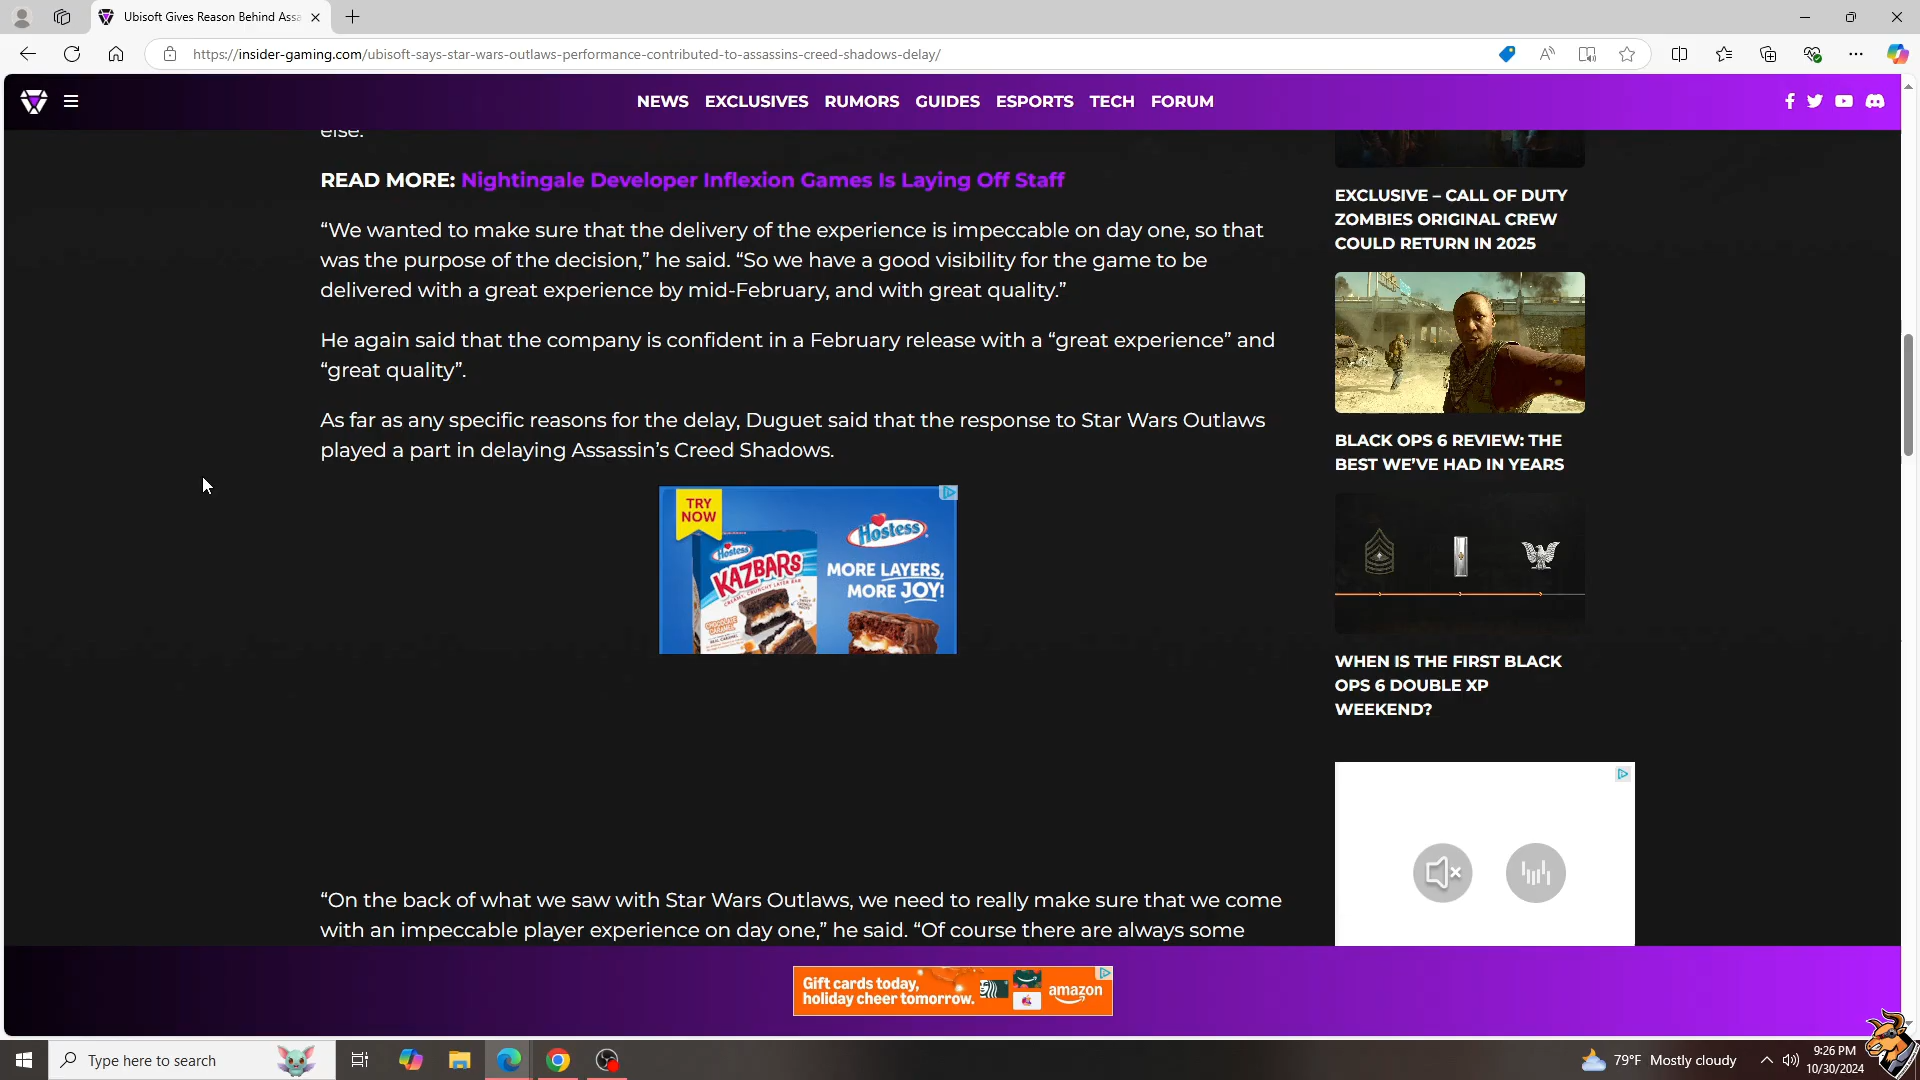 Ubisoft Gives Reason Behind Assa
https://insider-gaming.com/ubisoft-says-star-wars-outlaws-performance-contributed-to-assassins-creed-shadows-delay/
NEWS EXCLUSIVES RUMORS GUIDES ESPORTS TECH FORUM
else.
READ MORE: Nightingale Developer Inflexion Games Is Laying Off Staff
“We wanted to make sure that the delivery of the experience is impeccable on day one, so that
was the purpose of the decision,” he said. “So we have a good visibility for the game to be
delivered with a great experience by mid-February, and with great quality.”
He again said that the company is confident in a February release with a “great experience” and
“great quality”.
As far as any specific reasons for the delay, Duguet said that the response to Star Wars Outlaws
played a part in delaying Assassin’s Creed Shadows.
TRY
NOW
Hostess
KAZBARS
Hostess
MORE LAYERS,
MORE JOY!
“On the back of what we saw with Star Wars Outlaws, we need to really make sure that we come
with an impeccable player experience on day one,” he said. “Of course there are always some
EXCLUSIVE – CALL OF DUTY
ZOMBIES ORIGINAL CREW
COULD RETURN IN 2025
BLACK OPS 6 REVIEW: THE
BEST WE’VE HAD IN YEARS
WHEN IS THE FIRST BLACK
OPS 6 DOUBLE XP
WEEKEND?
Gift cards today,
holiday cheer tomorrow.
amazon
Type here to search
79°F Mostly cloudy
9:26 PM
10/30/2024